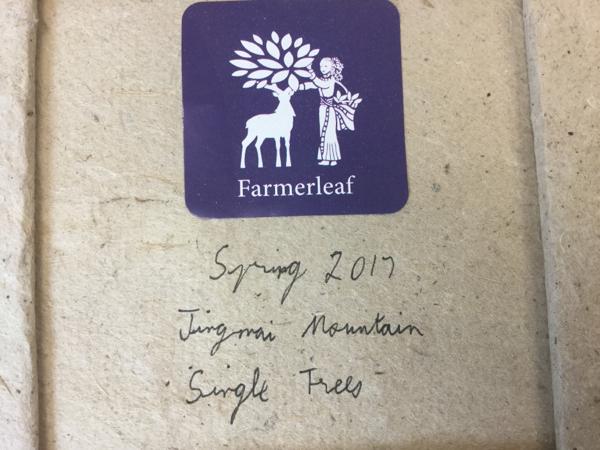 Farmerleaf
Spring 2017
Jingmai Mountain
Single Trees